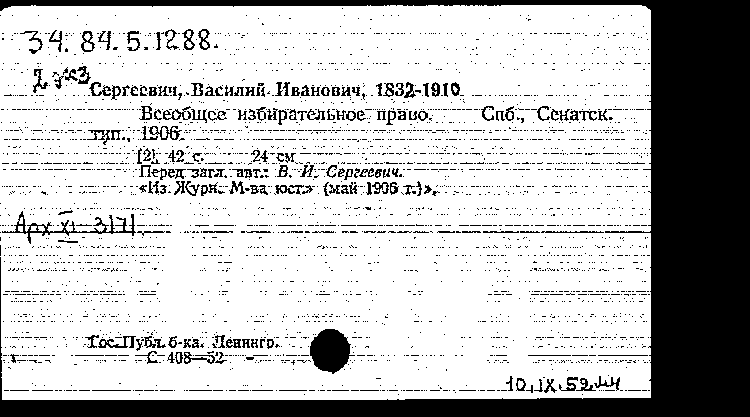 34. 84. 5. 1288.
2 экз
Сергеевич, Василий Иванович, 1832-1910
Всеобщее избирательное право. Спб., Сенатск.
тип., 1906.
[2], 42 с. 24 см
Перед загл. авт.: В. И. Сергеевич.
«Из Журн. М-ва юст.» (май 1906 г.)».
Арх XI 3171.
Гос. Публ. б-ка. Ленингр.
С 408—52
10.IX.52